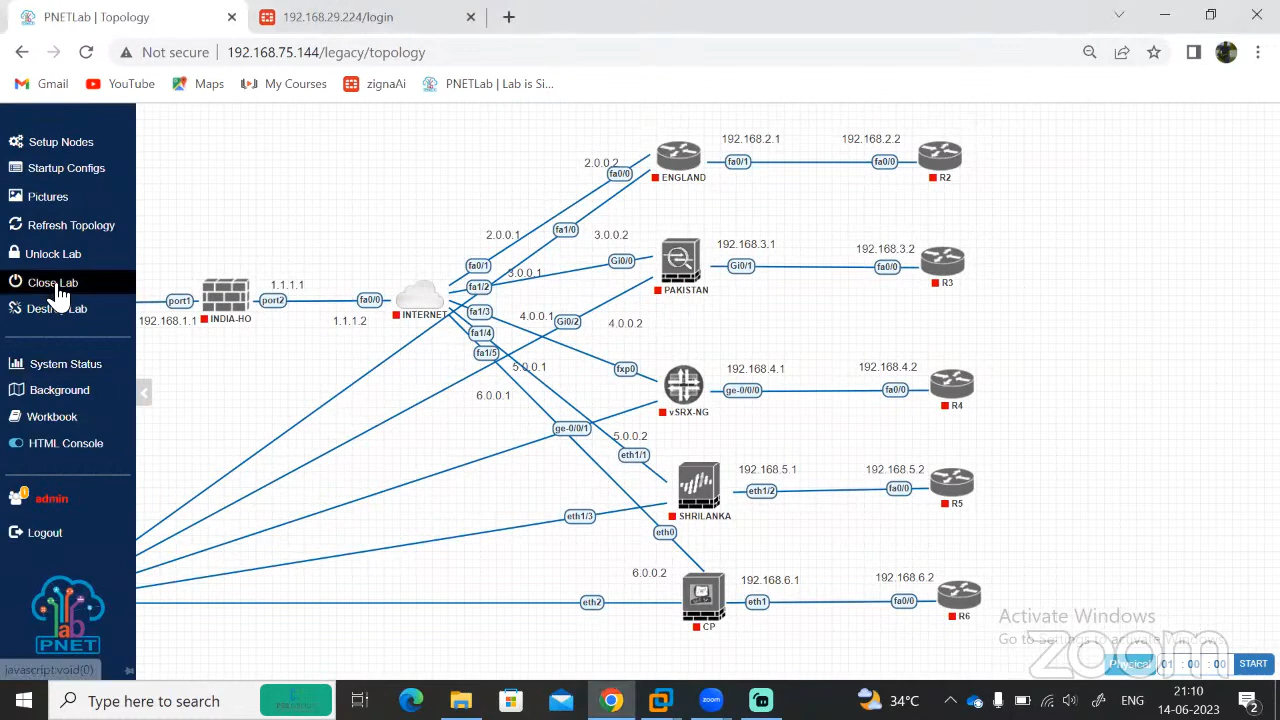 PNETLab | Topology
192.168.29.224/login
Not secure
192.168.75.144/legacy/topology
Gmail
YouTube
Maps
My Courses
zignaAi
PNETLab | Lab is Si...
Setup Nodes
Startup Configs
Pictures
Refresh Topology
Unlock Lab
Close Lab
Lab
System Status
Background
Workbook
HTML Console
admin
Logout
lab
PNET
javascript:void(0)
192.168.2.1
192.168.2.2
2.0.0.2
fa0/0
ENGLAND
fa0/1
fa0/0
R2
2.0.0.1
fa1/0
3.0.0.2
192.168.3.1
192.168.3.2
fa0/1
3.0.0.1
Gi0/0
Gi0/1
fa0/0
PAKISTAN
R3
port1
192.168.1.1
INDIA-HO
port2
1.1.1.1
1.1.1.2
fa0/0
INTERNET
fa1/2
fa1/3
fa1/4
fa1/5
4.0.0.1
Gi0/2
4.0.0.2
5.0.0.1
fxp0
192.168.4.1
192.168.4.2
ge-0/0/0
fa0/0
vSRX-NG
R4
6.0.0.1
ge-0/0/1
5.0.0.2
eth1/1
192.168.5.1
192.168.5.2
eth1/2
fa0/0
SHRILANKA
R5
eth1/3
eth0
6.0.0.2
192.168.6.1
192.168.6.2
eth2
eth1
fa0/0
CP
R6
Activate Windows
Go to Settings to activate Windows.
zoom
Physical
01 : 00 : 00
START
Type here to search
zoom
34°C
ENG
21:10
14-06-2023
2